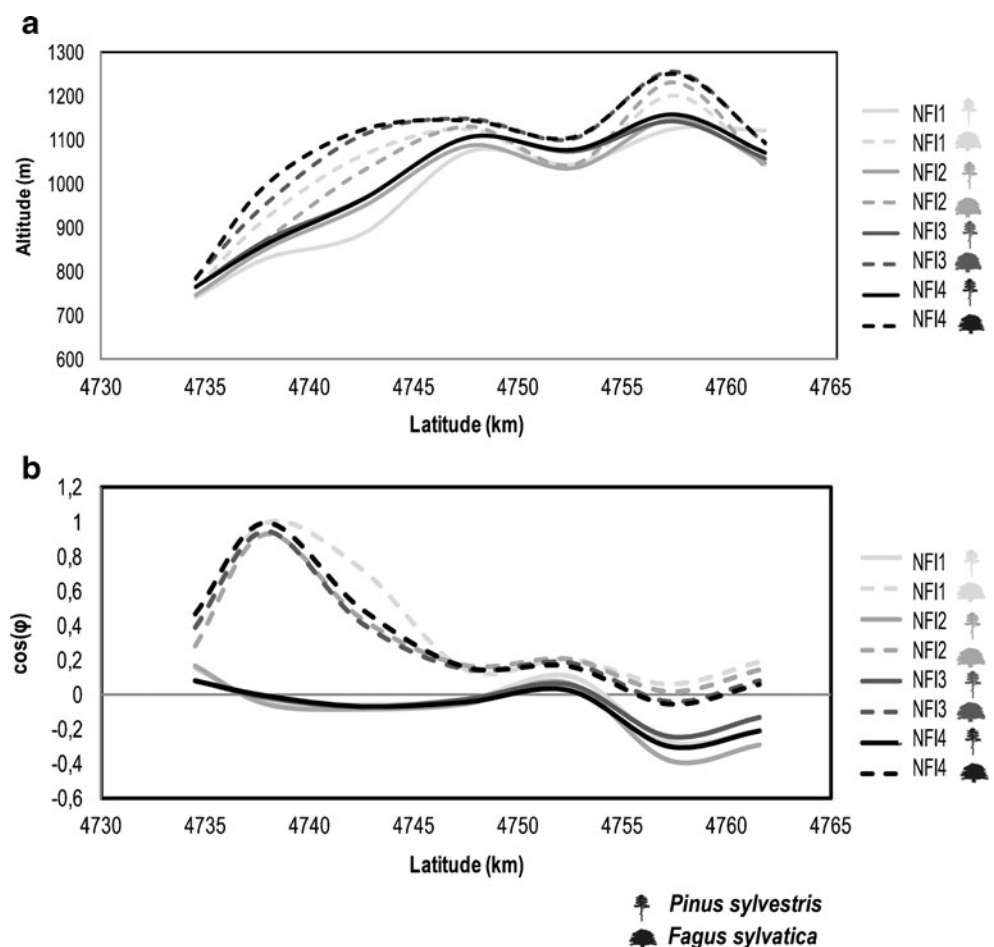 a
1300
1200
1100
1000
900
800
700
600
Altitude (m)
4730 4735 4740 4745 4750 4755 4760 4765
Latitude (km)
NFI1
NFI1
NFI2
NFI2
NFI3
NFI3
NFI4
NFI4
b
1,2
1
0,8
0,6
0,4
0,2
0
-0,2
-0,4
-0,6
cos(φ)
4730 4735 4740 4745 4750 4755 4760 4765
Latitude (km)
NFI1
NFI1
NFI2
NFI2
NFI3
NFI3
NFI4
NFI4
Pinus sylvestris
Fagus sylvatica